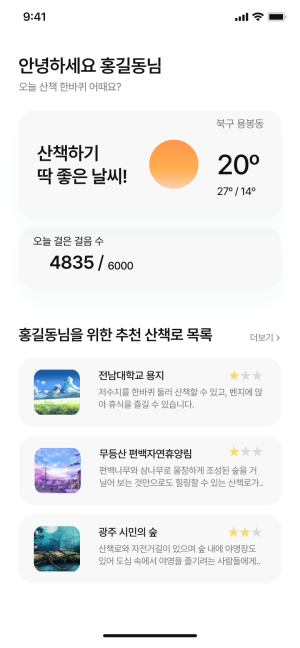 9:41
안녕하세요 홍길동님
오늘 산책 한바퀴 어때요?
북구 용봉동
산책하기
딱 좋은 날씨!
20º
27º / 14º
오늘 걸은 걸음 수
4835 / 6000
홍길동님을 위한 추천 산책로 목록
더보기 >
전남대학교 용지
저수지를 한바퀴 둘러 산책할 수 있고, 벤치에 앉
아 휴식을 즐길 수 있습니다.
무등산 편백자연휴양림
편백나무와 삼나무로 울창하게 조성된 숲을 거
닐어 보는 것만으로도 힐링할 수 있는 산책로가..
광주 시민의 숲
산책로와 자전거길이 있으며 숲 내에 야영장도
있어 도심 속에서 야영을 즐기려는 사람들에게..